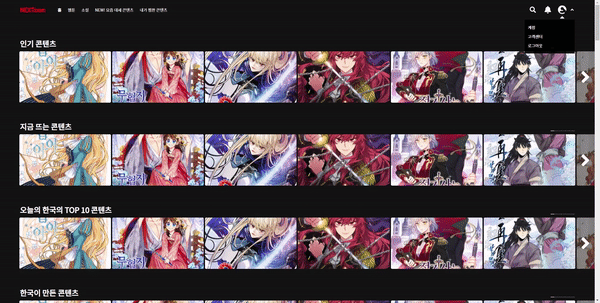 홈 웹툰 소설 NEW! 요즘 대세 콘텐츠 내가 찜한 콘텐츠
계정
고객센터
로그아웃
인기 콘텐츠
지금 뜨는 콘텐츠
오늘의 한국의 TOP 10 콘텐츠
한국이 만든 콘텐츠